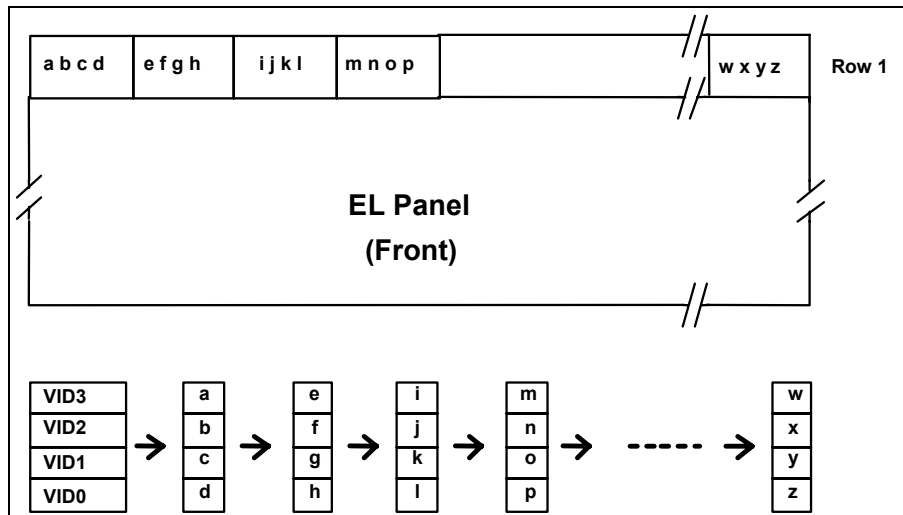 a b c d e f g h i j k l m n o p w x y z Row 1
EL Panel
(Front)
VID3 a e i m w
VID2 b f j n x
VID1 c g k o y
VID0 d h l p z